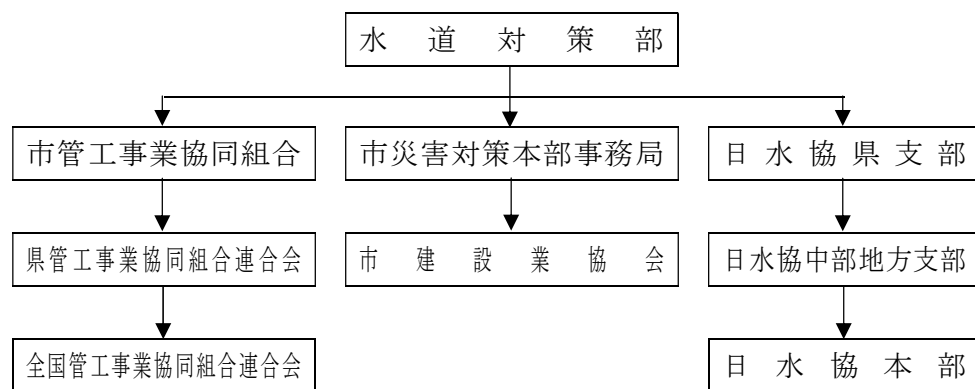 水道対策部
市管工事業協同組合
市災害対策本部事務局
日水協県支部
県管工事業協同組合連合会
市建設業協会
日水協中部地方支部
全国管工事業協同組合連合会
日水協本部